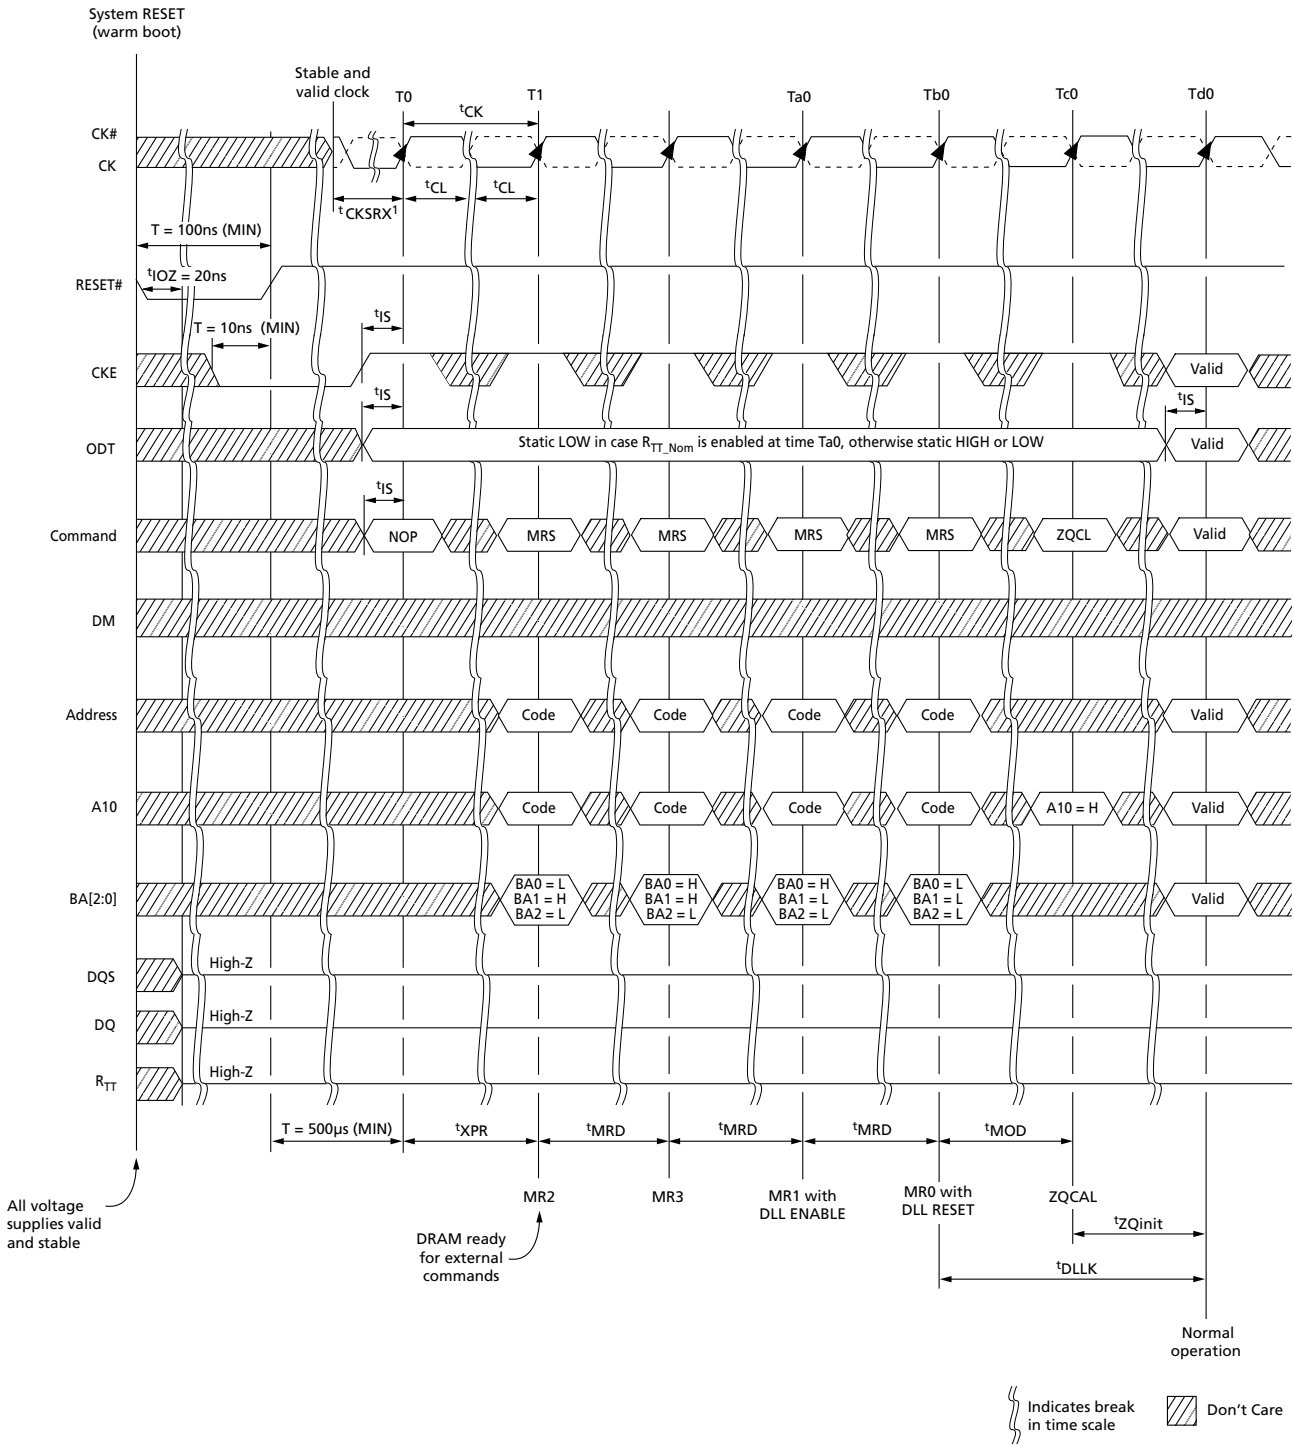 System RESET
(warm boot)
Stable and
valid clock
T0
T1
Ta0
Tb0
Tc0
Td0
tCK
CK#
CK
tCKSRX1
tCL
tCL
T = 100ns (MIN)
tIOZ = 20ns
RESET#
T = 10ns (MIN)
tIS
CKE
Valid
tIS
tIS
ODT
Static LOW in case RTT_Nom is enabled at time Ta0, otherwise static HIGH or LOW
Valid
tIS
Command
NOP
MRS
MRS
MRS
MRS
ZQCL
Valid
DM
Address
Code
Code
Code
Code
Valid
A10
Code
Code
Code
Code
A10 = H
Valid
BA[2:0]
BA0 = L
BA1 = H
BA2 = L
BA0 = H
BA1 = H
BA2 = L
BA0 = H
BA1 = L
BA2 = L
BA0 = L
BA1 = L
BA2 = L
Valid
DQS
High-Z
DQ
High-Z
RTT
High-Z
T = 500µs (MIN)
tXPR
tMRD
tMRD
tMRD
tMOD
All voltage
supplies valid
and stable
MR2
MR3
MR1 with
DLL ENABLE
MR0 with
DLL RESET
ZQCAL
DRAM ready
for external
commands
tZQinit
tDLLK
Normal
operation
Indicates break
in time scale
Don't Care